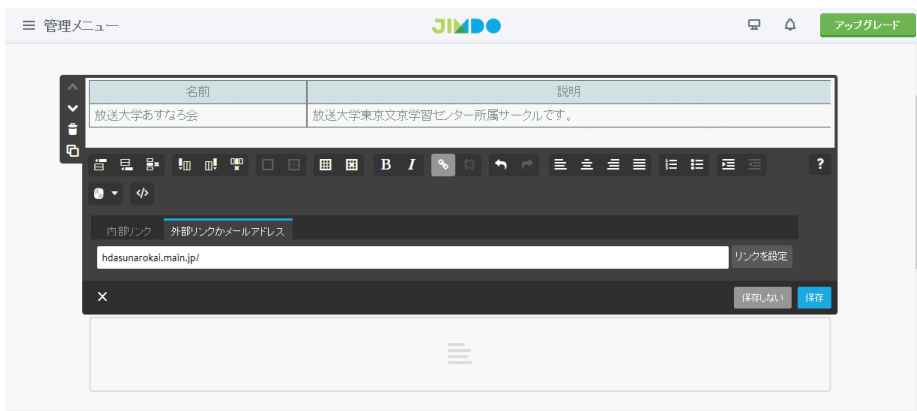 管理メニュー
JIMDO
アップグレード
名前 説明
放送大学あすなろ会 放送大学東京文京学習センター所属サークルです。
B I
?
</>
内部リンク 外部リンクかメールアドレス
hdasunarokai.main.jp/ リンクを設定
保存しない 保存